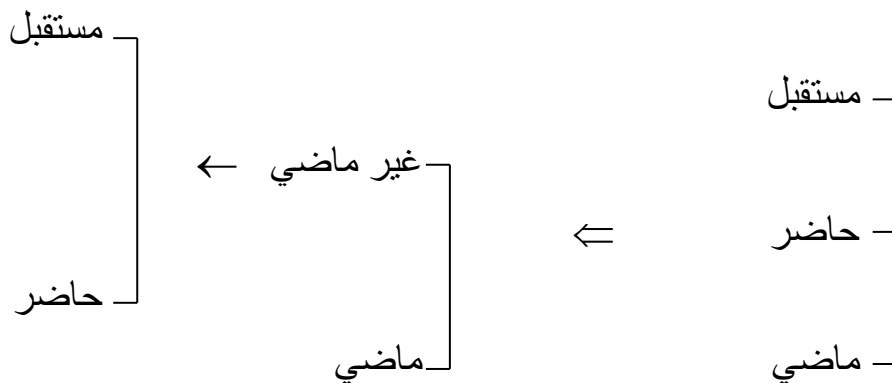 مستقبل
حاضر
ماضي
⇐
غير ماضي
ماضي
←
مستقبل
حاضر